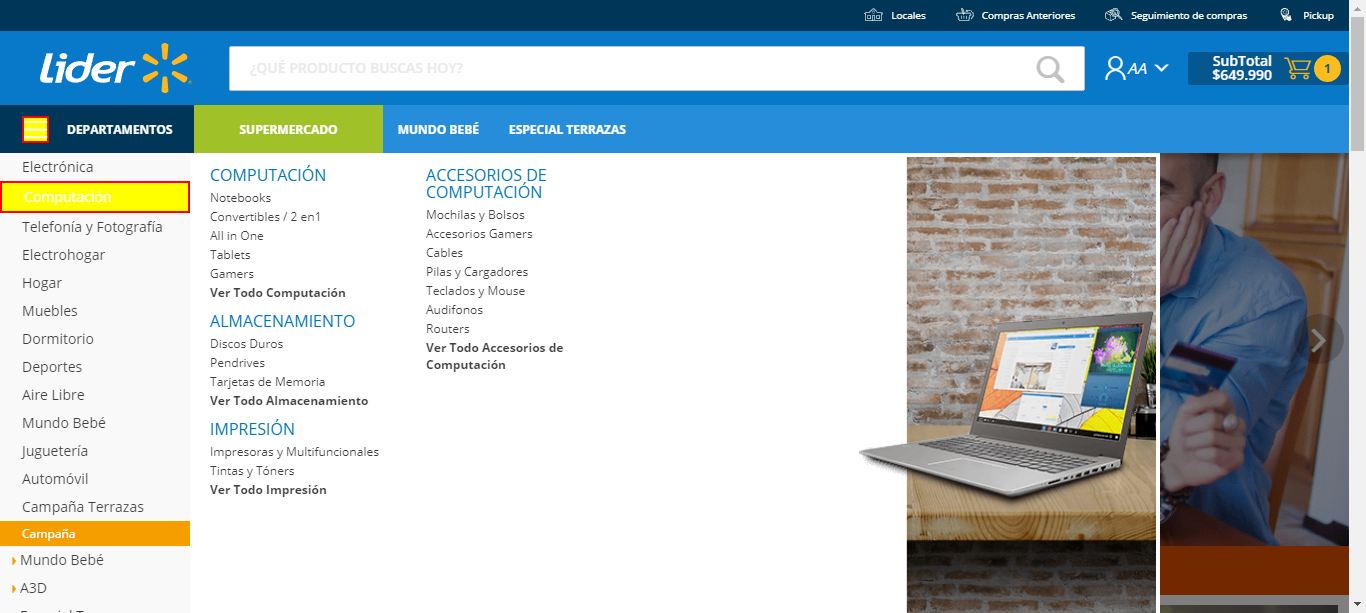 Locales
Compras Anteriores
Seguimiento de compras
Pickup
lider
¿QUÉ PRODUCTO BUSCAS HOY?
AA
SubTotal
$649.990
1
DEPARTAMENTOS
SUPERMERCADO
MUNDO BEBÉ
ESPECIAL TERRAZAS
Electrónica
Computación
Telefonía y Fotografía
Electrohogar
Hogar
Muebles
Dormitorio
Deportes
Aire Libre
Mundo Bebé
Juguetería
Automóvil
Campaña Terrazas
Campaña
Mundo Bebé
A3D
COMPUTACIÓN
Notebooks
Convertibles / 2 en1
All in One
Tablets
Gamers
Ver Todo Computación
ALMACENAMIENTO
Discos Duros
Pendrives
Tarjetas de Memoria
Ver Todo Almacenamiento
IMPRESIÓN
Impresoras y Multifuncionales
Tintas y Tóners
Ver Todo Impresión
ACCESORIOS DE
COMPUTACIÓN
Mochilas y Bolsos
Accesorios Gamers
Cables
Pilas y Cargadores
Teclados y Mouse
Audifonos
Routers
Ver Todo Accesorios de
Computación